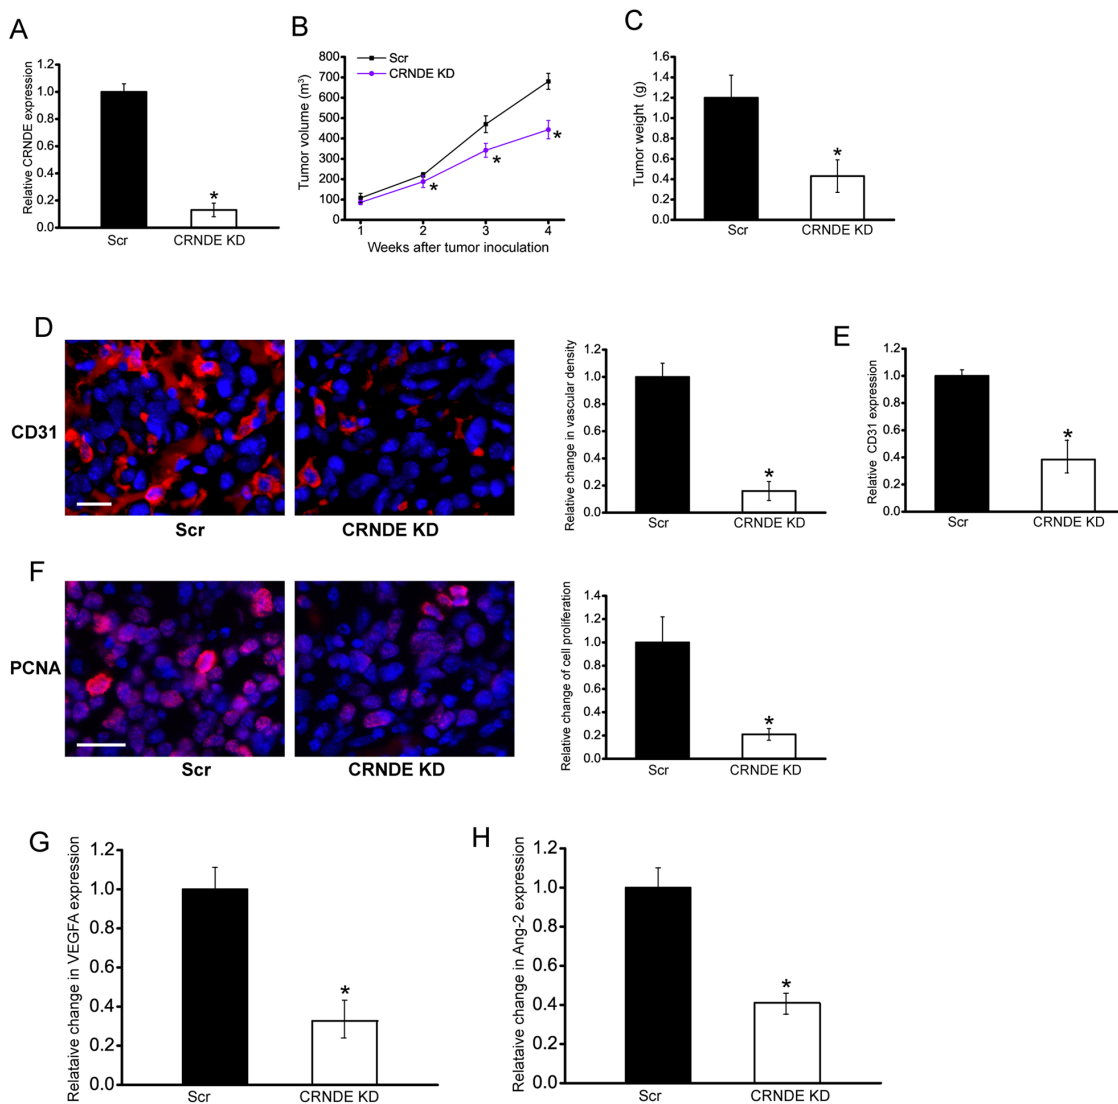 A
Relative CRNDE expression
1.2
1.0
0.8
0.6
0.4
0.2
0.0
*
Scr
CRNDE KD
B
Tumor volume (m³)
800
700
600
500
400
300
200
100
0
Scr
CRNDE KD
*
*
*
1
2
3
4
Weeks after tumor inoculation
C
Tumor weight (g)
1.6
1.4
1.2
1.0
0.8
0.6
0.4
0.2
0.0
*
Scr
CRNDE KD
D
CD31
Scr
CRNDE KD
Relative change in vascular density
1.2
1.0
0.8
0.6
0.4
0.2
0.0
*
Scr
CRNDE KD
E
Relative CD31 expression
1.2
1.0
0.8
0.6
0.4
0.2
0.0
*
Scr
CRNDE KD
F
PCNA
Scr
CRNDE KD
Relative change of cell proliferation
1.4
1.2
1.0
0.8
0.6
0.4
0.2
0.0
*
Scr
CRNDE KD
G
Relataive change in VEGFA expression
1.2
1.0
0.8
0.6
0.4
0.2
0.0
*
Scr
CRNDE KD
H
Relataive change in Ang-2 expression
1.2
1.0
0.8
0.6
0.4
0.2
0.0
*
Scr
CRNDE KD